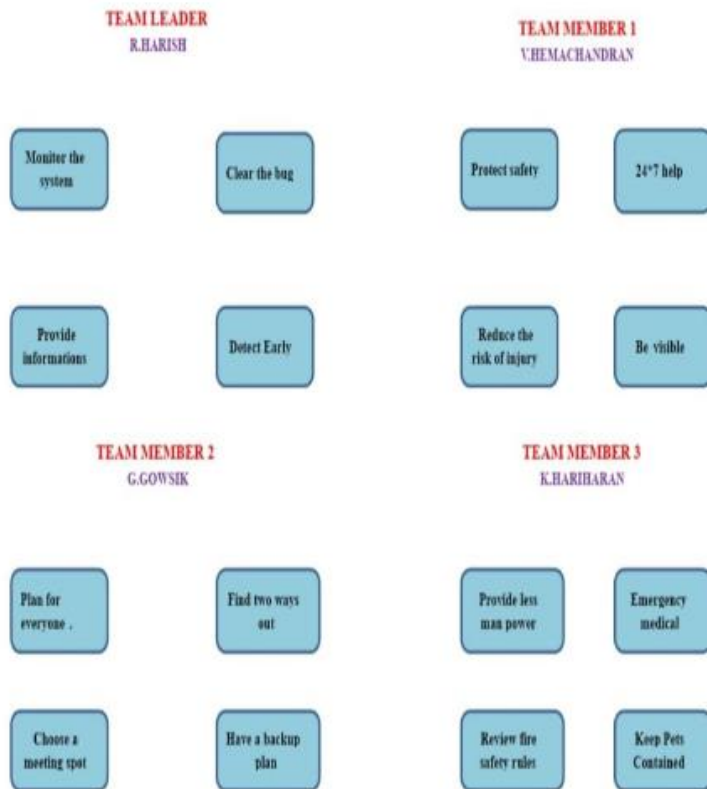 TEAM LEADER
R.HARISH
Monitor the
system
Clear the bug
Provide
informations
Detect Early
TEAM MEMBER 1
V.HEMACHANDRAN
Protect safety
24*7 help
Reduce the
risk of injury
Be visible
TEAM MEMBER 2
G.GOWSIK
Plan for
everyone .
Find two ways
out
Choose a
meeting spot
Have a backup
plan
TEAM MEMBER 3
K.HARIHARAN
Provide less
man power
Emergency
medical
Review fire
safety rules
Keep Pets
Contained